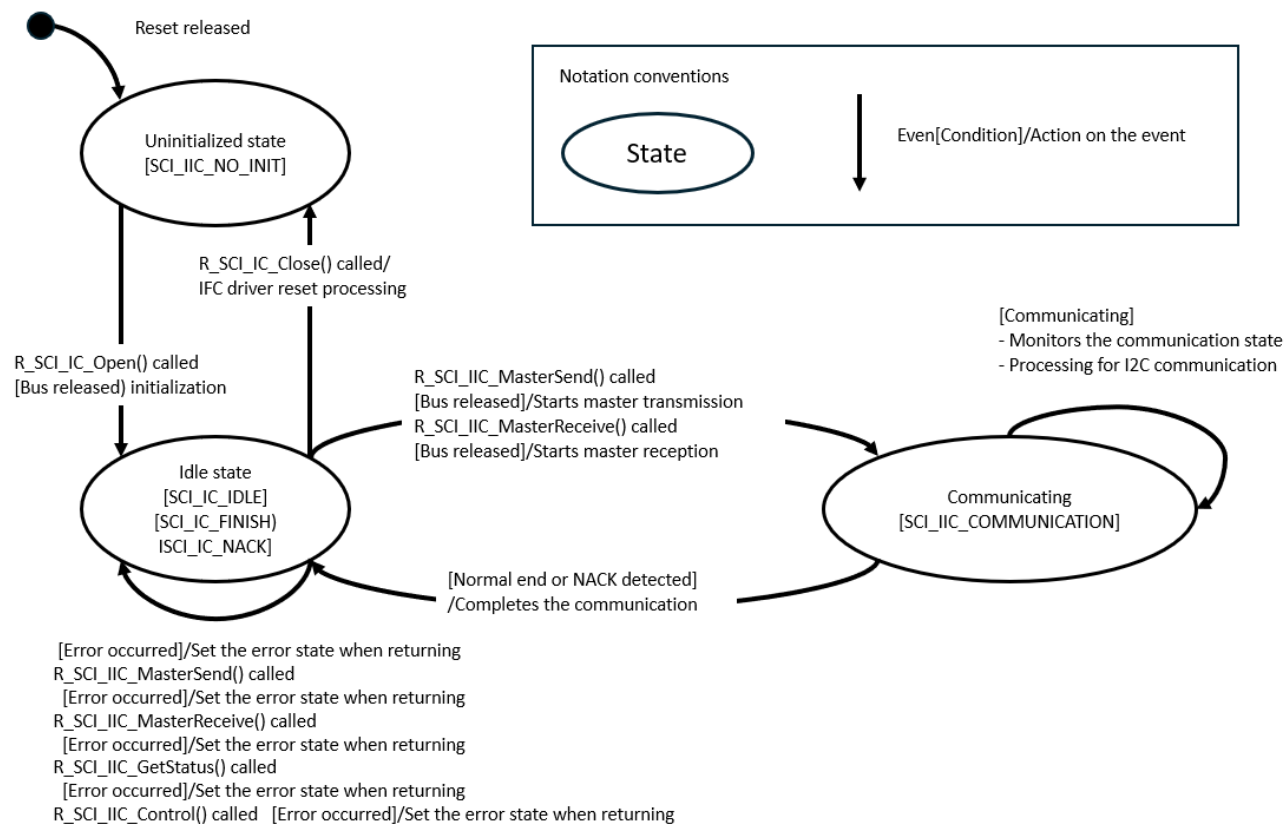 Reset released
Notation conventions
State
Even[Condition]/Action on the event
Uninitialized state
[SCI_IIC_NO_INIT]
R_SCI_IC_Close() called/
IFC driver reset processing
R_SCI_IC_Open() called
[Bus released) initialization
R_SCI_IIC_MasterSend() called
[Bus released]/Starts master transmission
R_SCI_IIC_MasterReceive() called
[Bus released]/Starts master reception
[Communicating]
- Monitors the communication state
- Processing for I2C communication
Idle state
[SCI_IC_IDLE]
[SCI_IC_FINISH)
ISCI_IC_NACK]
Communicating
[SCI_IIC_COMMUNICATION]
[Normal end or NACK detected]
/Completes the communication
[Error occurred]/Set the error state when returning
R_SCI_IIC_MasterSend() called
[Error occurred]/Set the error state when returning
R_SCI_IIC_MasterReceive() called
[Error occurred]/Set the error state when returning
R_SCI_IIC_GetStatus() called
[Error occurred]/Set the error state when returning
R_SCI_IIC_Control() called [Error occurred]/Set the error state when returning